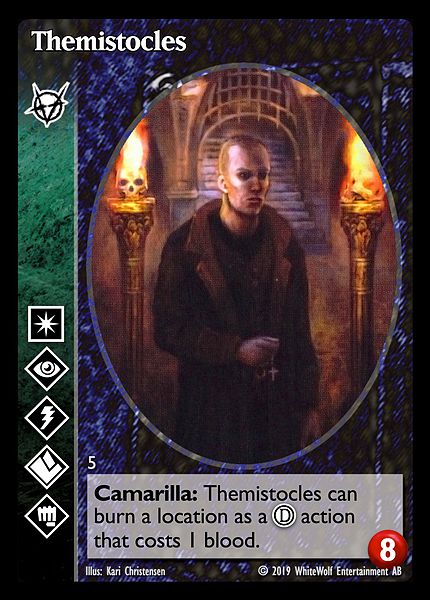 Themistocles
5
Camarilla: Themistocles can
burn a location as a Ⓓ action
that costs 1 blood.
8
Illus: Kari Christensen
© 2019 WhiteWolf Entertainment AB